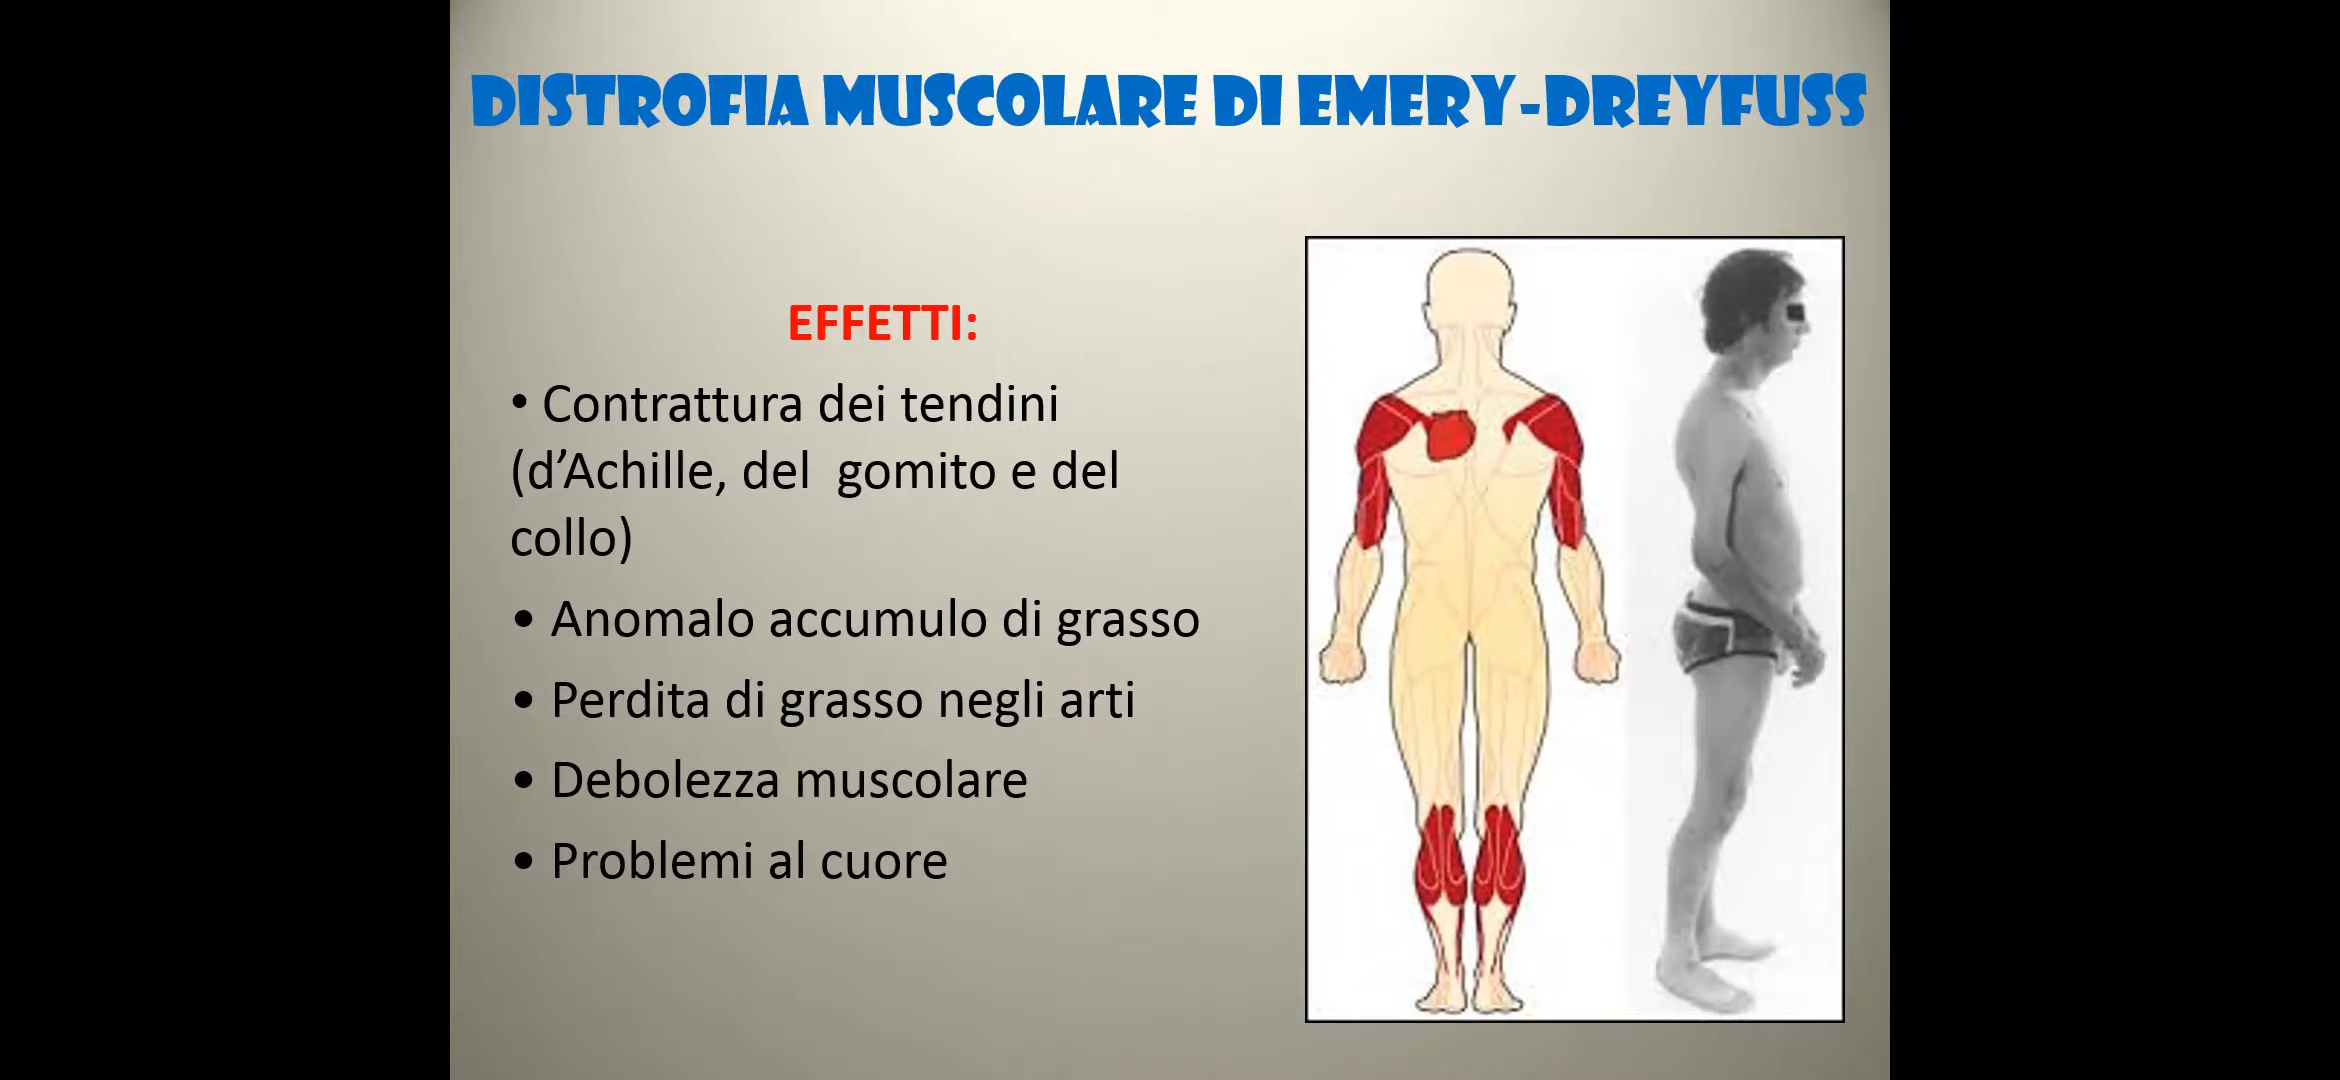 DISTROFIA MUSCOLARE DI EMERY-DREYFUSS
EFFETTI:
• Contrattura dei tendini
(d’Achille, del  gomito e del
collo)
• Anomalo accumulo di grasso
• Perdita di grasso negli arti
• Debolezza muscolare
• Problemi al cuore